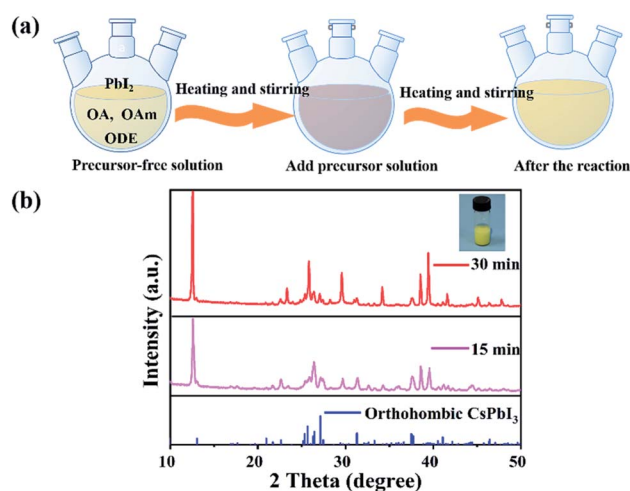 (a)
PbI2
OA, OAm
ODE
Heating and stirring
Heating and stirring
Precursor-free solution
Add precursor solution
After the reaction
(b)
Intensity (a.u.)
30 min
15 min
Orthohombic CsPbI3
10 20 30 40 50
2 Theta (degree)